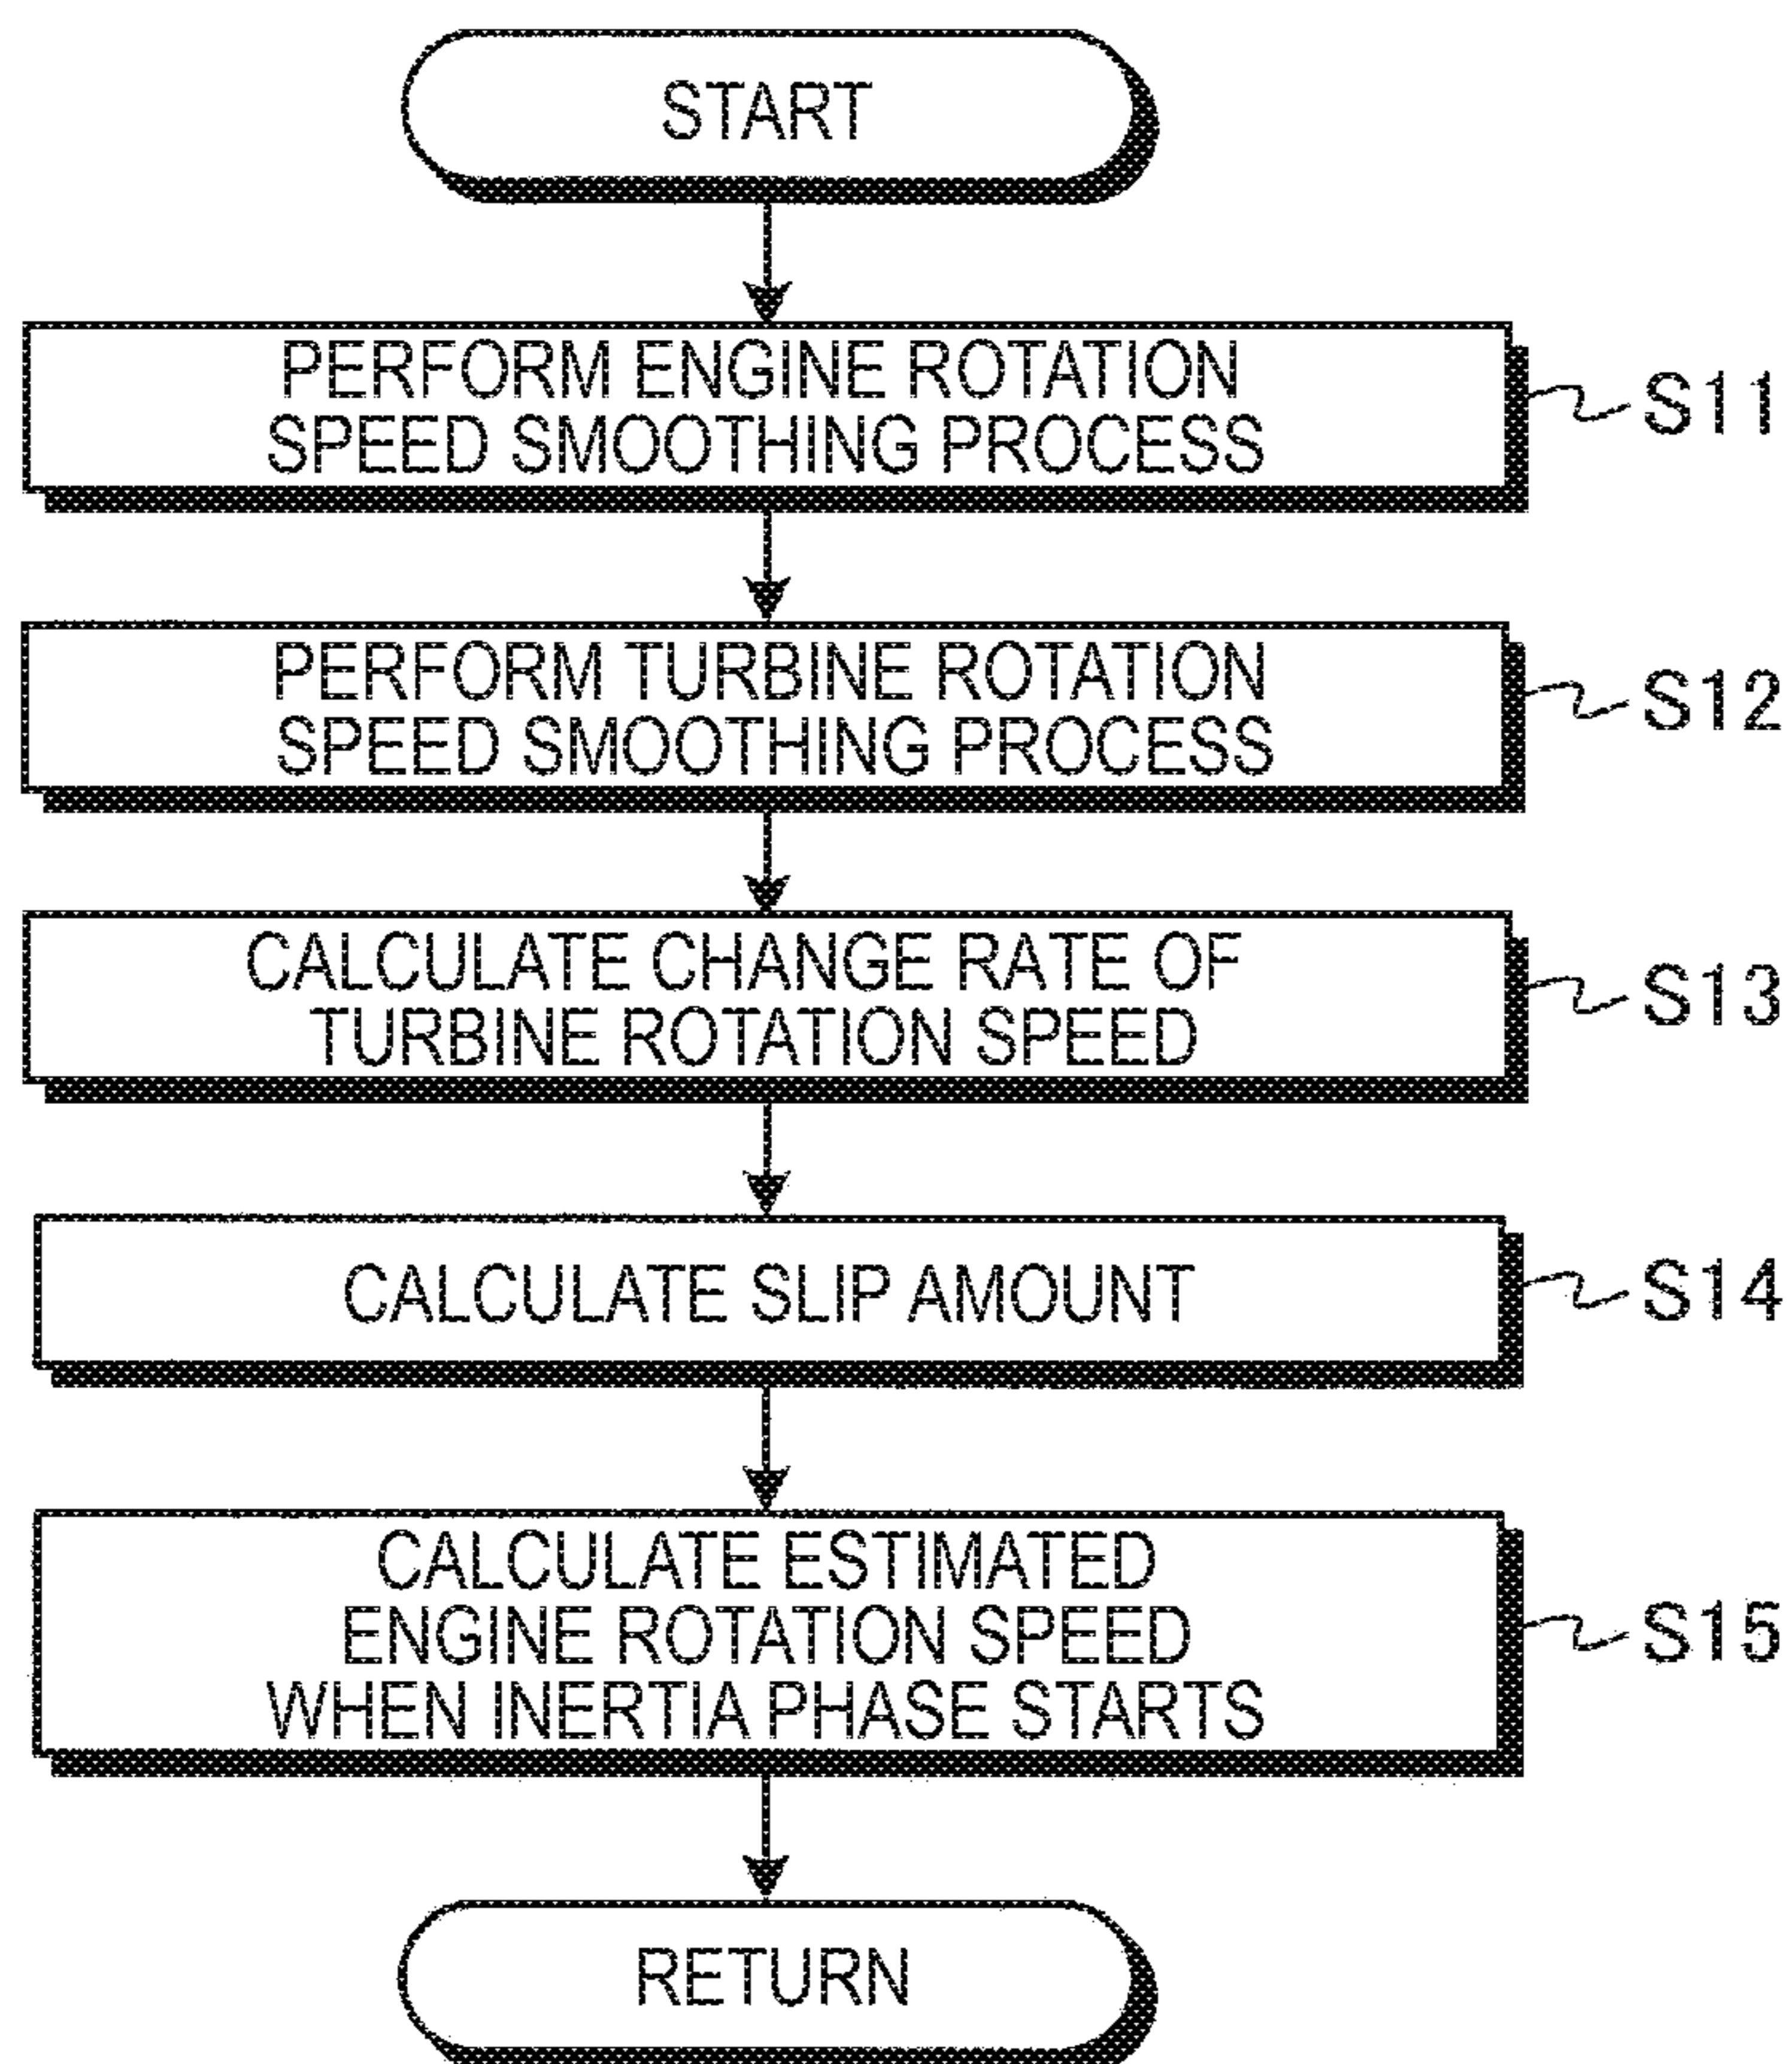 START
PERFORM ENGINE ROTATION
SPEED SMOOTHING PROCESS
S11
PERFORM TURBINE ROTATION
SPEED SMOOTHING PROCESS
S12
CALCULATE CHANGE RATE OF
TURBINE ROTATION SPEED
S13
CALCULATE SLIP AMOUNT
S14
CALCULATE ESTIMATED
ENGINE ROTATION SPEED
WHEN INERTIA PHASE STARTS
S15
RETURN